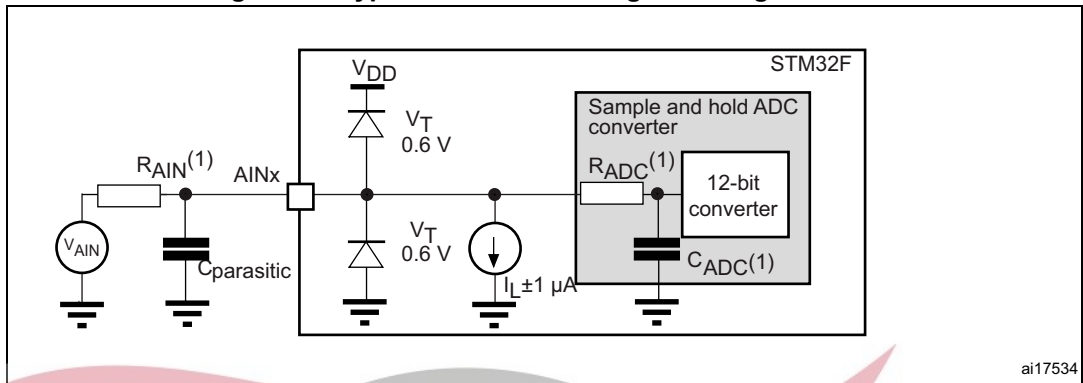 STM32F
VDD
Sample and hold ADC
converter
VT
0.6 V
RAIN(1)
AINx
RADC(1)
12-bit
converter
VAIN
Cparasitic
VT
0.6 V
IL±1 µA
CADC(1)
ai17534